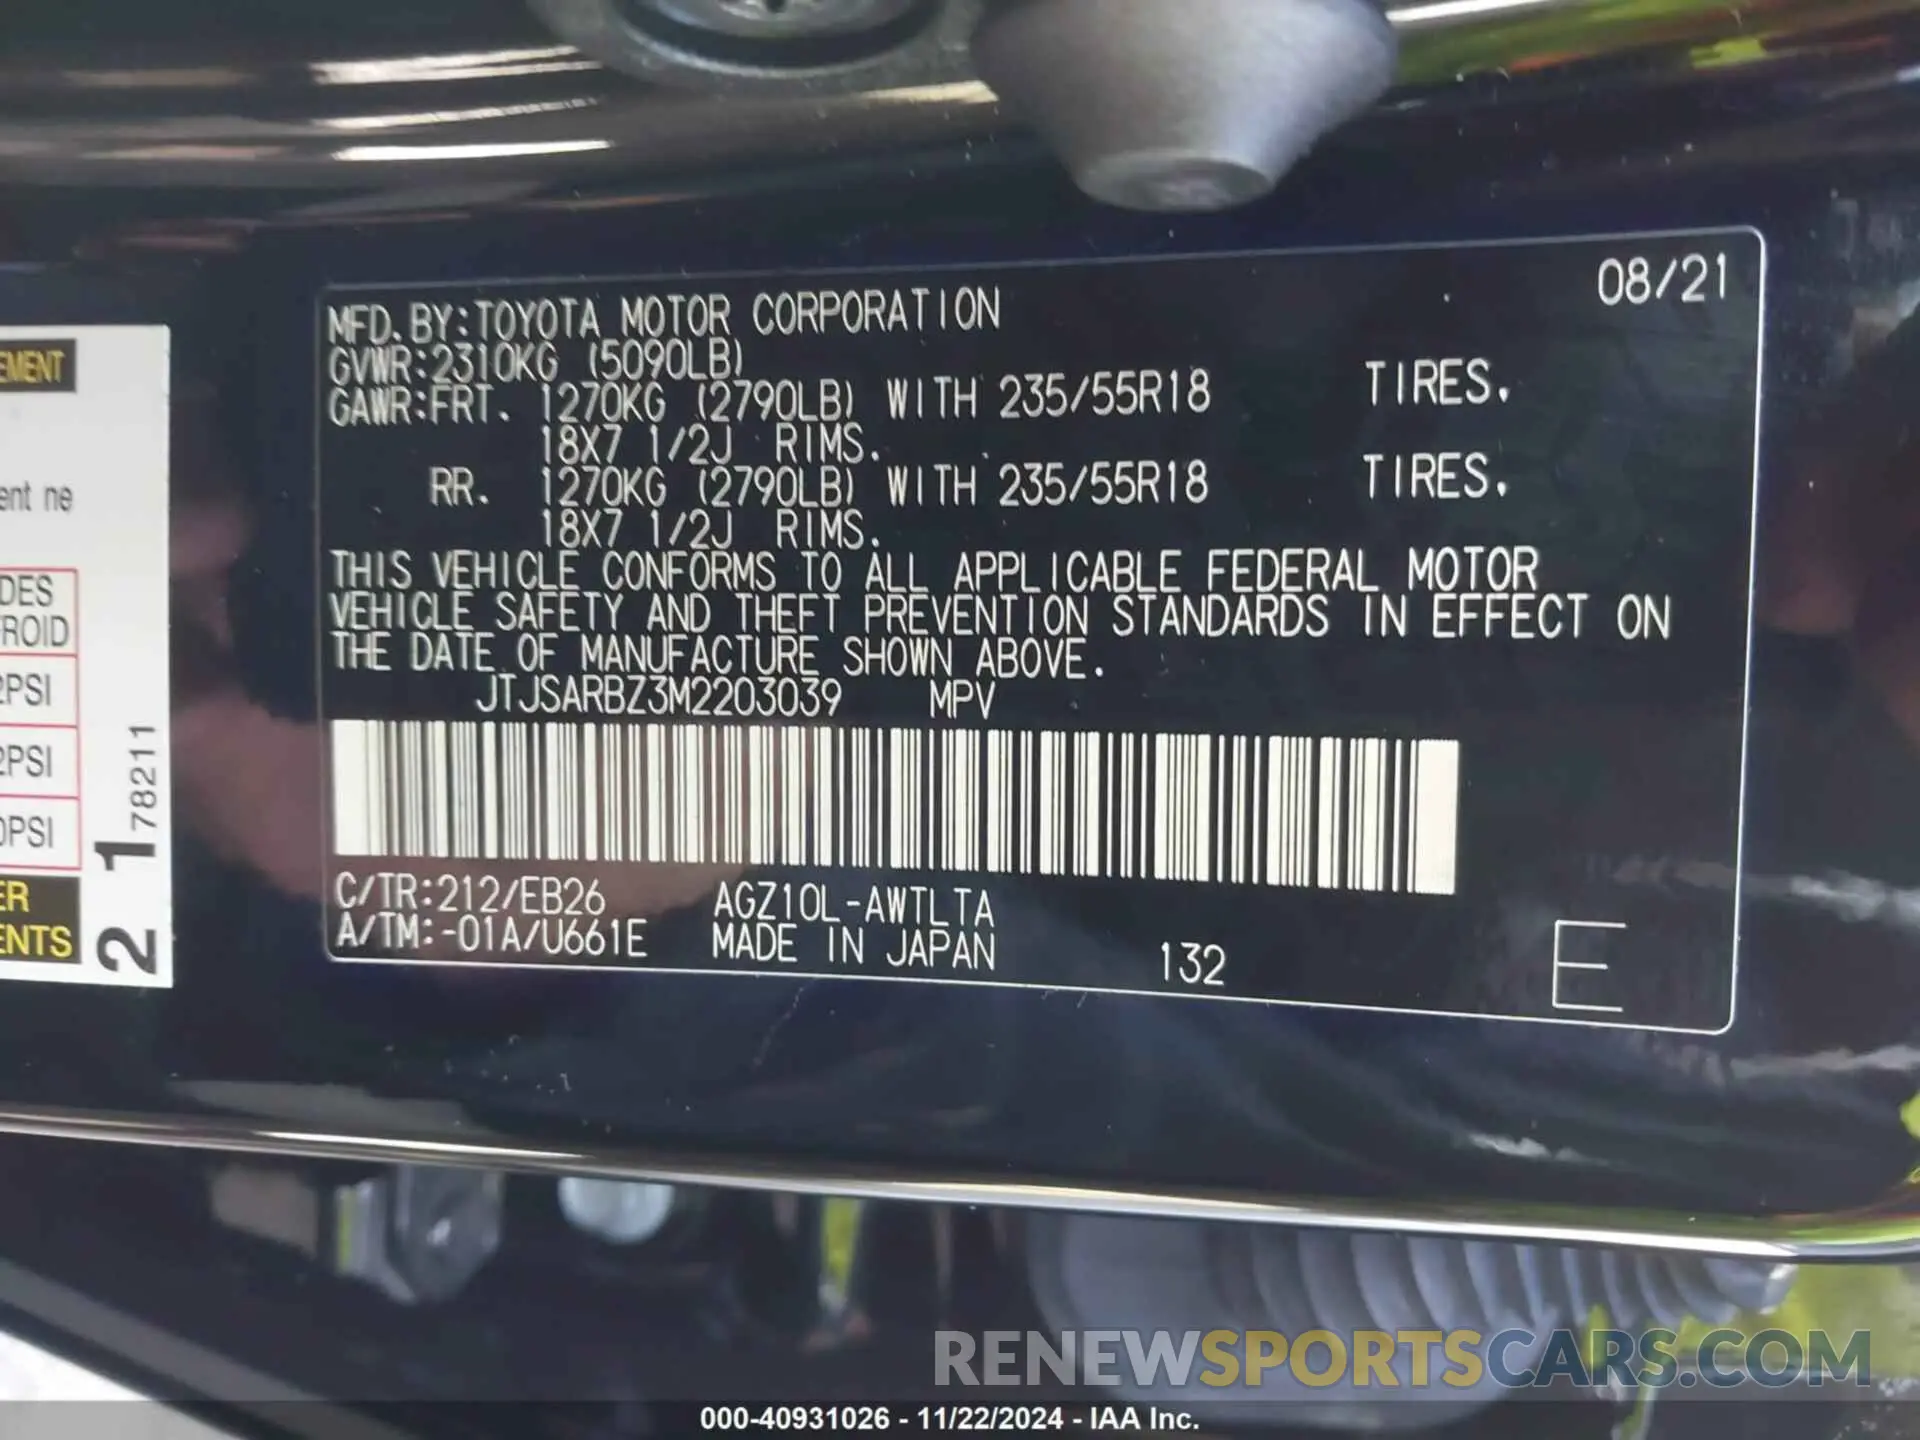 08/21
MFD.BY:TOYOTA MOTOR CORPORATION
GVWR:2310KG (5090LB)
GAWR:FRT. 1270KG (2790LB) WITH 235/55R18 TIRES.
18X7 1/2J RIMS.
RR. 1270KG (2790LB) WITH 235/55R18 TIRES.
18X7 1/2J RIMS.
THIS VEHICLE CONFORMS TO ALL APPLICABLE FEDERAL MOTOR
VEHICLE SAFETY AND THEFT PREVENTION STANDARDS IN EFFECT ON
THE DATE OF MANUFACTURE SHOWN ABOVE.
JTJSARBZ3M2203039 MPV
C/TR:212/EB26 AGZ10L-AWTLTA
A/TM:-01A/U661E MADE IN JAPAN 132 E
EMENT
ent ne
DES
FROID
2PSI
2PSI
0PSI
ER
ENTS
2 1 78211
RENEWSPORTSCARS.COM
000-40931026 - 11/22/2024 - IAA Inc.